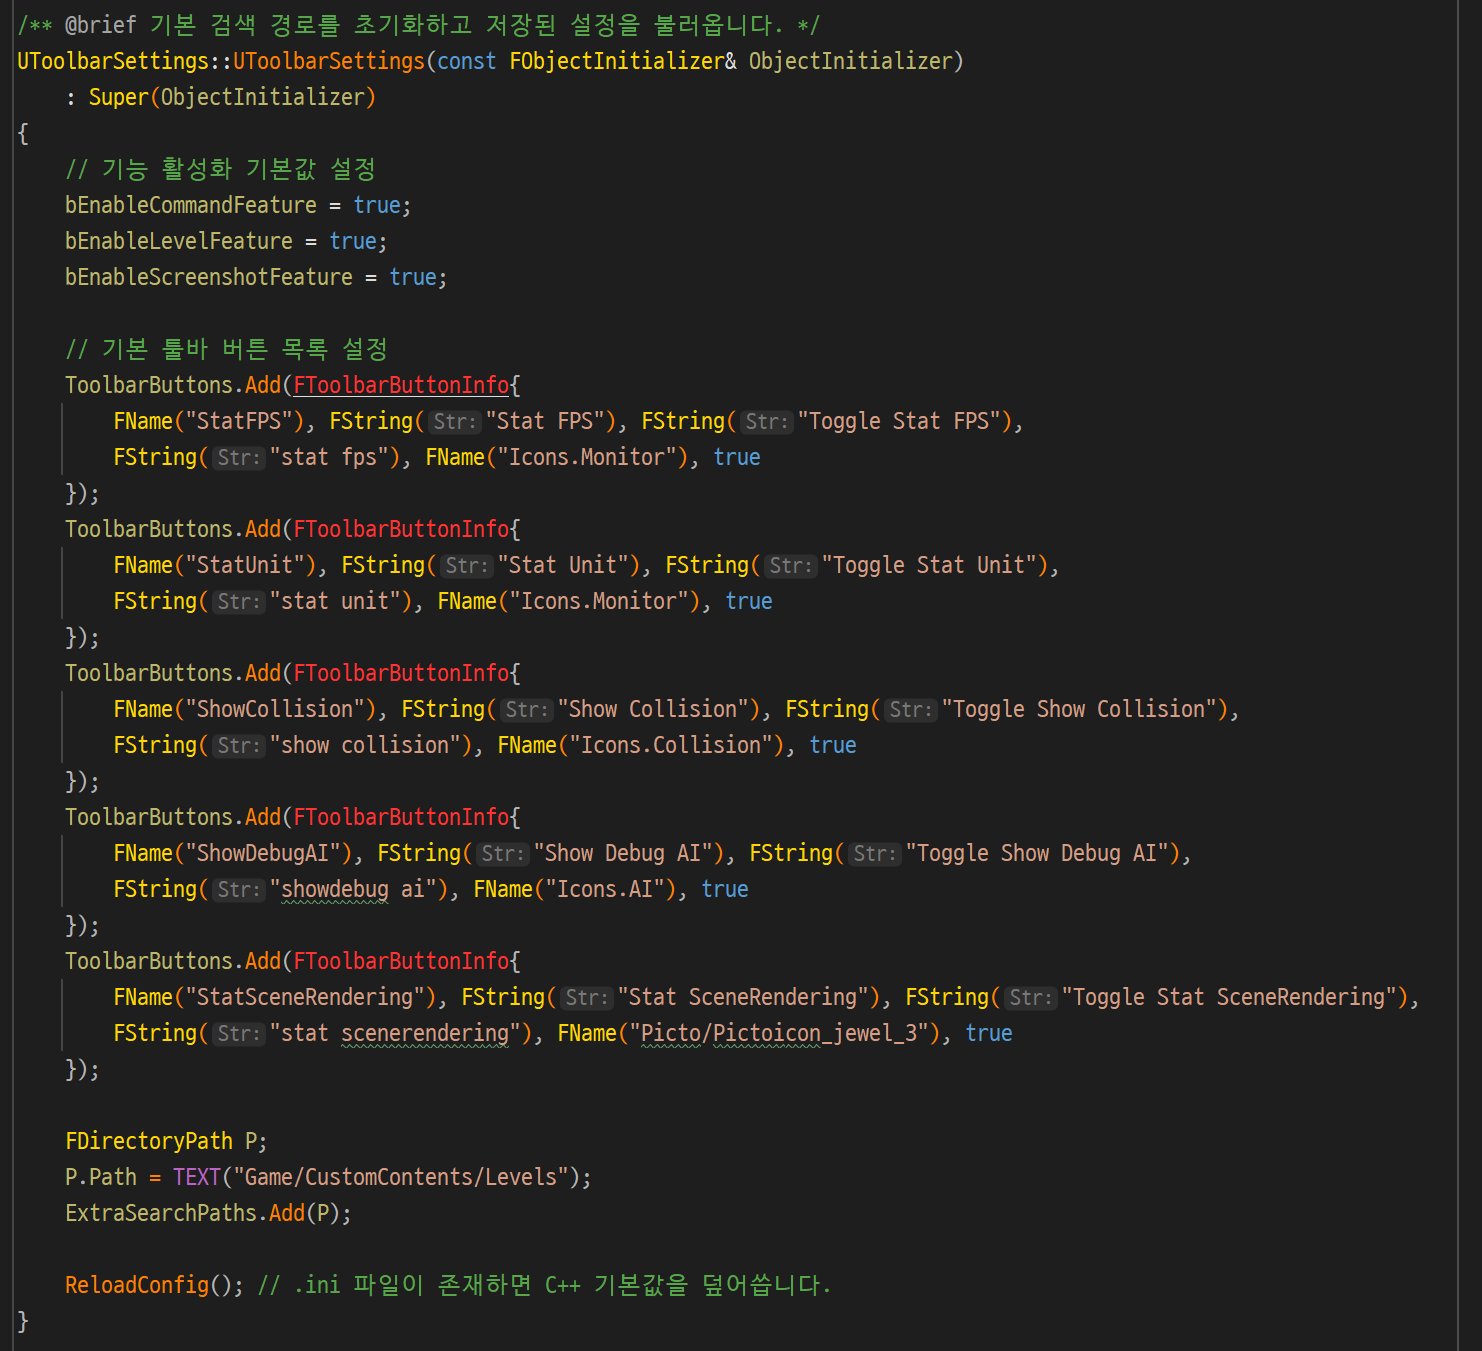 /** @brief 기본 검색 경로를 초기화하고 저장된 설정을 불러옵니다. */
UToolbarSettings::UToolbarSettings(const FObjectInitializer& ObjectInitializer)
    : Super(ObjectInitializer)
{
    // 기능 활성화 기본값 설정
    bEnableCommandFeature = true;
    bEnableLevelFeature = true;
    bEnableScreenshotFeature = true;

    // 기본 툴바 버튼 목록 설정
    ToolbarButtons.Add(FToolbarButtonInfo{
        FName("StatFPS"), FString( Str: "Stat FPS"), FString( Str: "Toggle Stat FPS"),
        FString( Str: "stat fps"), FName("Icons.Monitor"), true
    });
    ToolbarButtons.Add(FToolbarButtonInfo{
        FName("StatUnit"), FString( Str: "Stat Unit"), FString( Str: "Toggle Stat Unit"),
        FString( Str: "stat unit"), FName("Icons.Monitor"), true
    });
    ToolbarButtons.Add(FToolbarButtonInfo{
        FName("ShowCollision"), FString( Str: "Show Collision"), FString( Str: "Toggle Show Collision"),
        FString( Str: "show collision"), FName("Icons.Collision"), true
    });
    ToolbarButtons.Add(FToolbarButtonInfo{
        FName("ShowDebugAI"), FString( Str: "Show Debug AI"), FString( Str: "Toggle Show Debug AI"),
        FString( Str: "showdebug ai"), FName("Icons.AI"), true
    });
    ToolbarButtons.Add(FToolbarButtonInfo{
        FName("StatSceneRendering"), FString( Str: "Stat SceneRendering"), FString( Str: "Toggle Stat SceneRendering"),
        FString( Str: "stat scenerendering"), FName("Picto/Pictoicon_jewel_3"), true
    });

    FDirectoryPath P;
    P.Path = TEXT("Game/CustomContents/Levels");
    ExtraSearchPaths.Add(P);

    ReloadConfig(); // .ini 파일이 존재하면 C++ 기본값을 덮어씁니다.
}